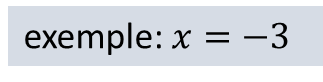 exemple: x = −3